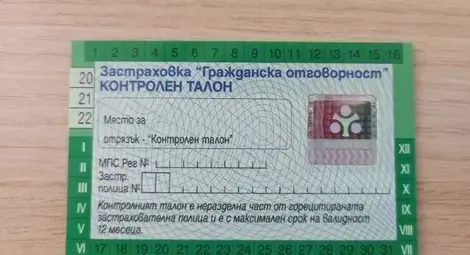 1 2 3 4 5 6 7 8 9 10 11 12 13 14 15 16
20
21
22
Застраховка "Гражданска отговорност"
КОНТРОЛЕН ТАЛОН
Място за
отрязък - "Контролен талон"
I
II
III
IV
V
VI
МПС Рег №
Застр.
полица №
Контролният талон е неразделна част от горецитираната
застрахователна полица и е с максимален срок на валидност
12 месеца.
XII
XI
X
IX
VIII
VII
17 18 19 20 21 22 23 24 25 26 27 28 29 30 31